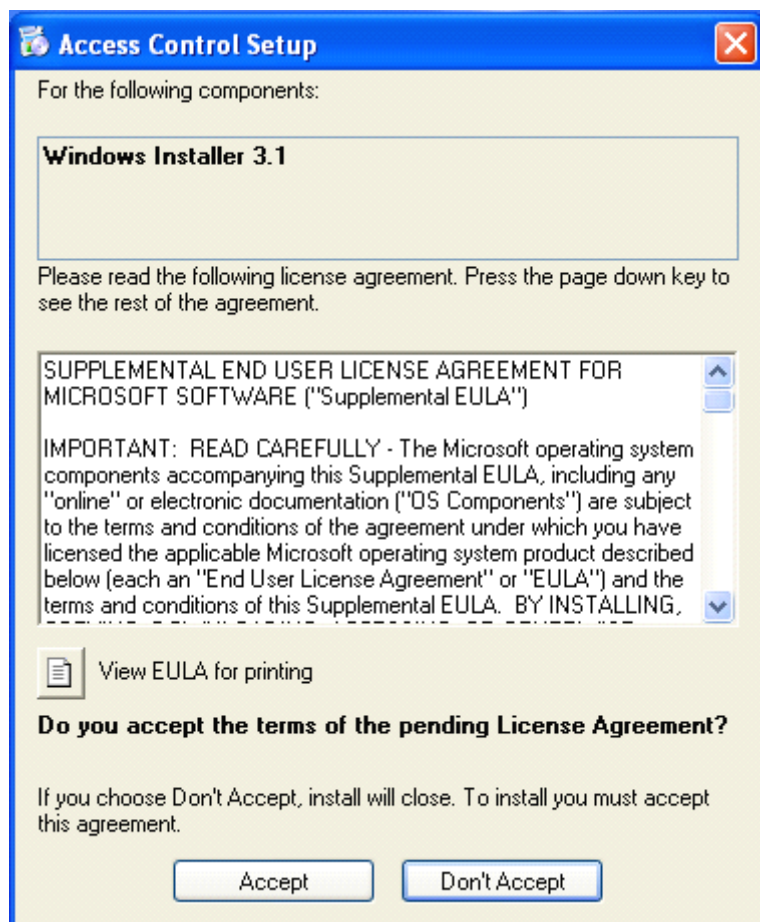 Access Control Setup
For the following components:
Windows Installer 3.1
Please read the following license agreement. Press the page down key to
see the rest of the agreement.
SUPPLEMENTAL END USER LICENSE AGREEMENT FOR
MICROSOFT SOFTWARE ("Supplemental EULA")
IMPORTANT:  READ CAREFULLY - The Microsoft operating system
components accompanying this Supplemental EULA, including any
"online" or electronic documentation ("OS Components") are subject
to the terms and conditions of the agreement under which you have
licensed the applicable Microsoft operating system product described
below (each an "End User License Agreement" or "EULA") and the
terms and conditions of this Supplemental EULA.  BY INSTALLING,
View EULA for printing
Do you accept the terms of the pending License Agreement?
If you choose Don't Accept, install will close. To install you must accept
this agreement.
Accept
Don't Accept